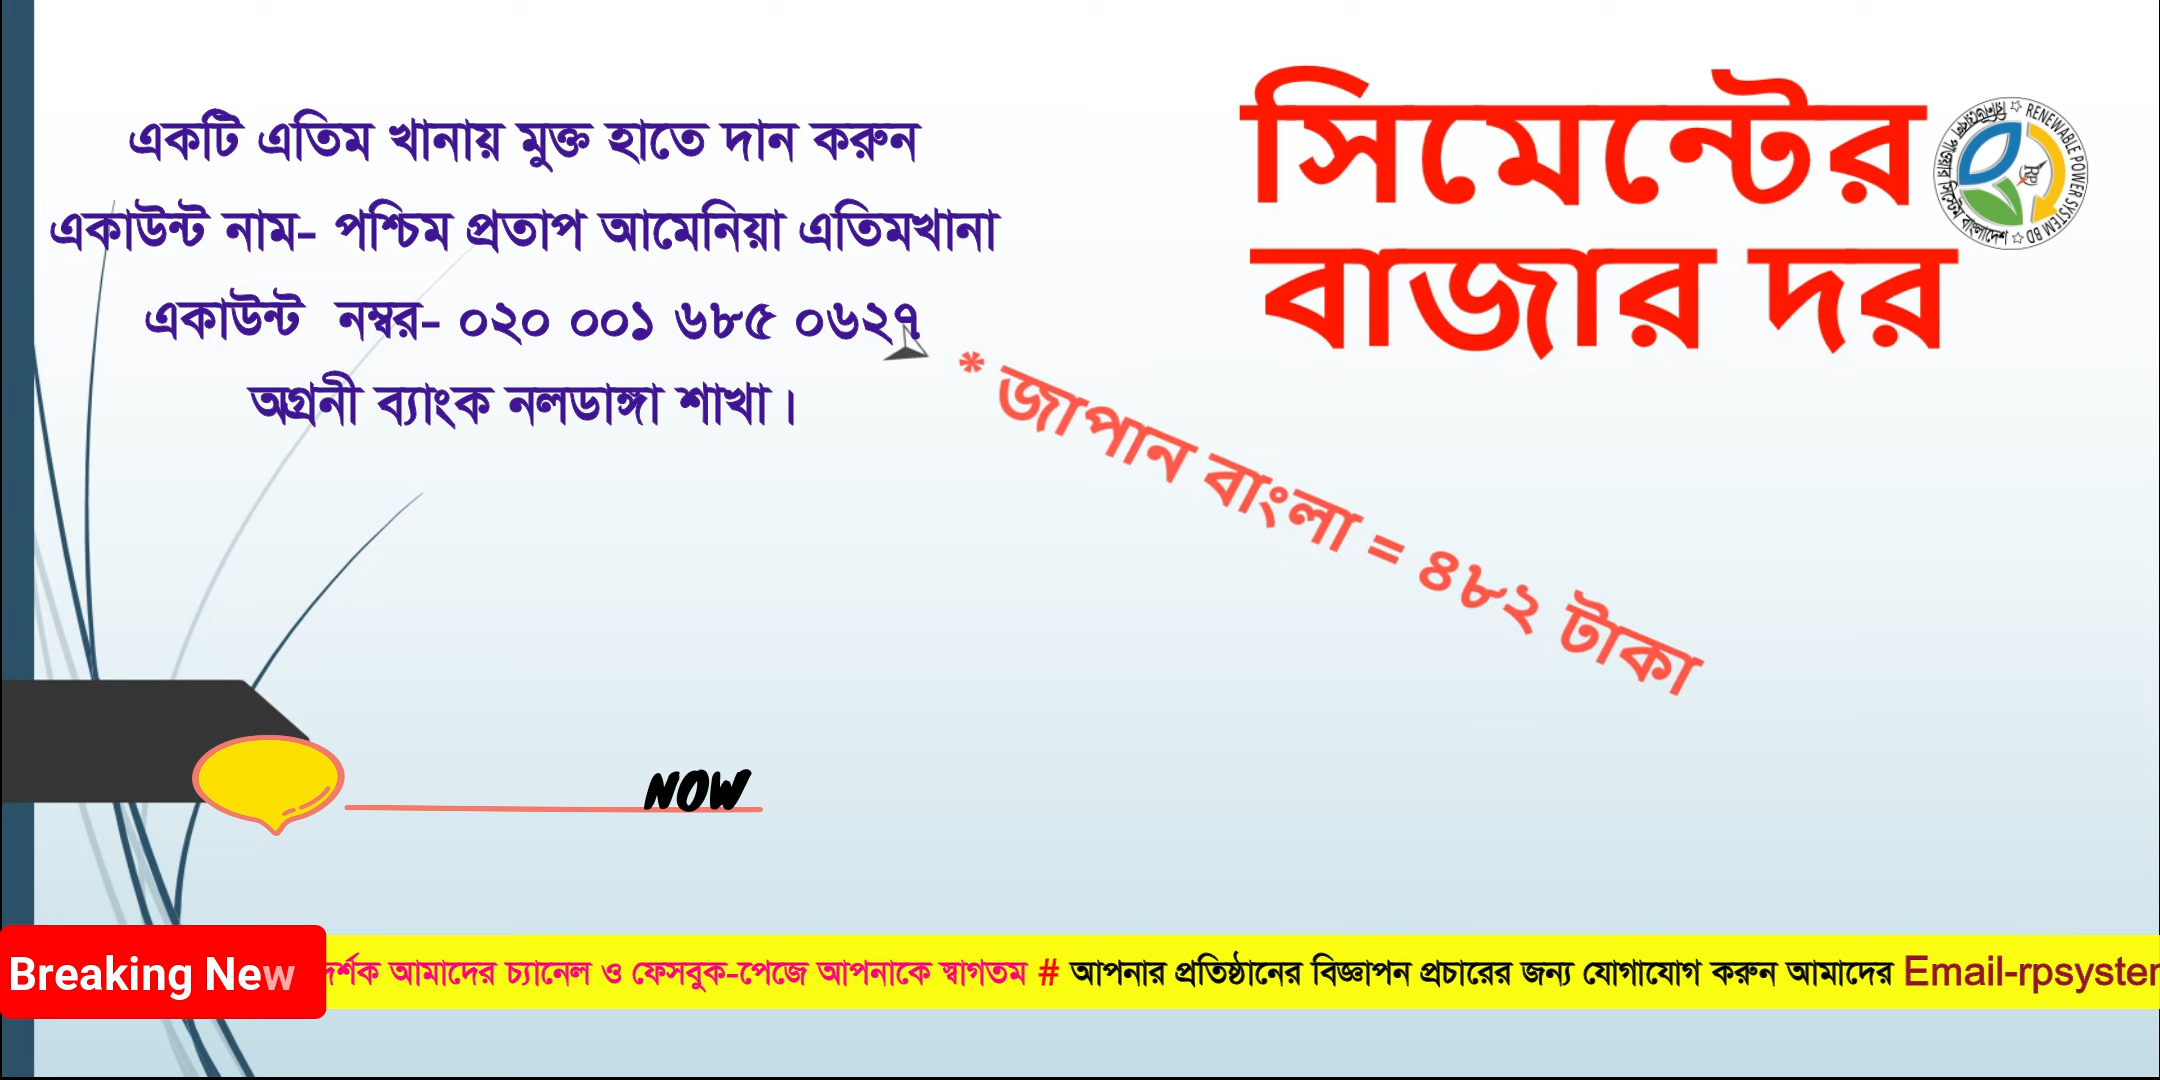 একটি এতিম খানায় মুক্ত হাতে দান করুন
একাউন্ট নাম- পশ্চিম প্রতাপ আমেনিয়া এতিমখানা
একাউন্ট নম্বর- ০২০ ০০১ ৬৮৫ ০৬২৭
অগ্রনী ব্যাংক নলডাঙ্গা শাখা।
সিমেন্টের
বাজার দর
RENEWABLE POWER SYSTEM BD
* জাপান বাংলা = ৪৮২ টাকা
NOW
Breaking New
দর্শক আমাদের চ্যানেল ও ফেসবুক-পেজে আপনাকে স্বাগতম # আপনার প্রতিষ্ঠানের বিজ্ঞাপন প্রচারের জন্য যোগাযোগ করুন আমাদের Email-rpsyster